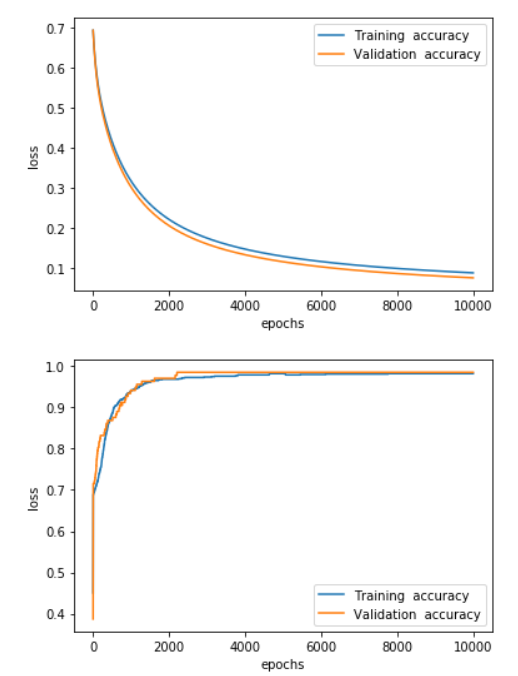 0.7
0.6
0.5
0.4
0.3
0.2
0.1
loss
Training accuracy
Validation accuracy
0 2000 4000 6000 8000 10000
epochs
1.0
0.9
0.8
0.7
0.6
0.5
0.4
loss
Training accuracy
Validation accuracy
0 2000 4000 6000 8000 10000
epochs